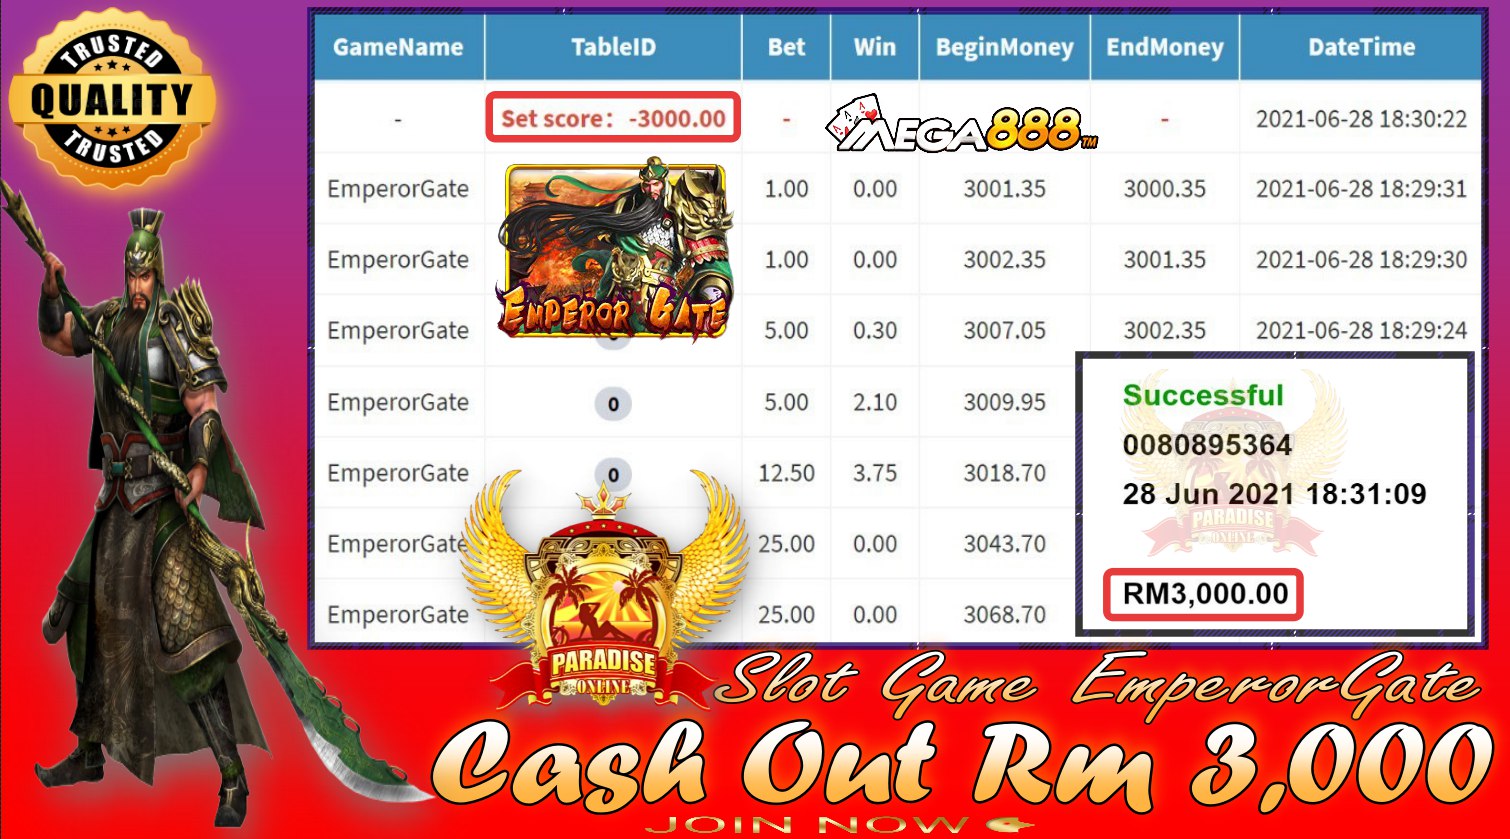 TRUSTED
QUALITY
TRUSTED
GameName TableID Bet Win BeginMoney EndMoney DateTime
- Set score: -3000.00 - MEGA888 TM - 2021-06-28 18:30:22
EmperorGate 1.00 0.00 3001.35 3000.35 2021-06-28 18:29:31
EmperorGate 1.00 0.00 3002.35 3001.35 2021-06-28 18:29:30
EMPEROR GATE
EmperorGate 5.00 0.30 3007.05 3002.35 2021-06-28 18:29:24
EmperorGate 0 5.00 2.10 3009.95
EmperorGate 0 12.50 3.75 3018.70
EmperorGate 25.00 0.00 3043.70
EmperorGate 25.00 0.00 3068.70
Successful
0080895364
28 Jun 2021 18:31:09
PARADISE
ONLINE
RM3,000.00
PARADISE
ONLINE
Slot Game EmperorGate
Cash Out Rm 3,000
JOIN NOW